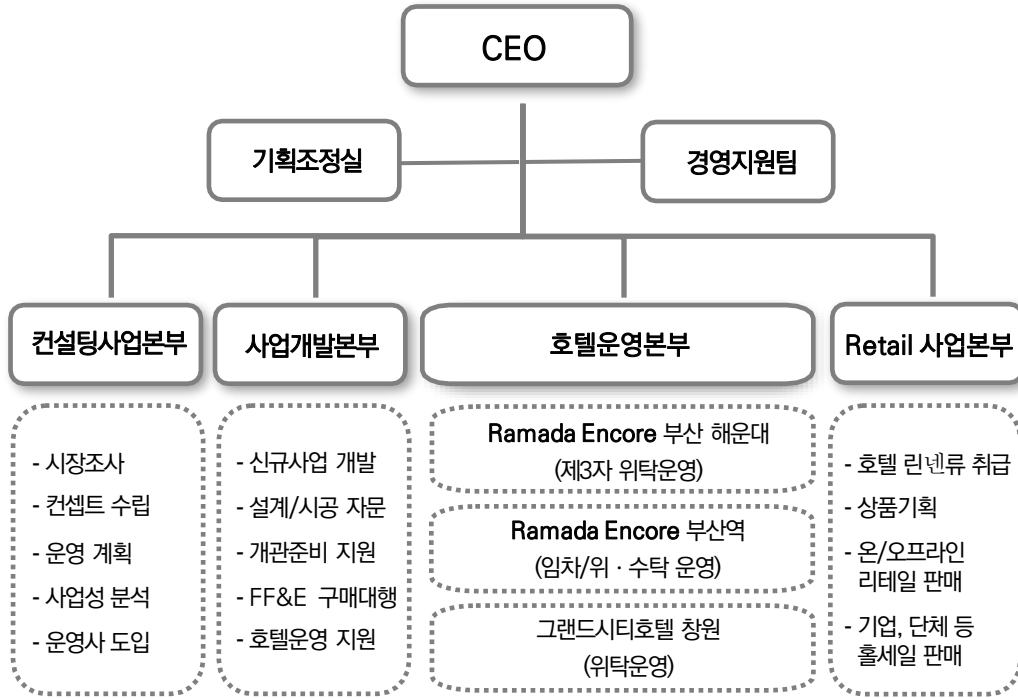 CEO
기획조정실
경영지원팀
컨설팅사업본부
사업개발본부
호텔운영본부
Retail 사업본부
- 시장조사
- 컨셉트 수립
- 운영 계획
- 사업성 분석
- 운영사 도입
- 신규사업 개발
- 설계/시공 자문
- 개관준비 지원
- FF&E 구매대행
- 호텔운영 지원
Ramada Encore 부산 해운대
(제3자 위탁운영)
Ramada Encore 부산역
(임차/위 · 수탁 운영)
그랜드시티호텔 창원
(위탁운영)
- 호텔 린넨류 취급
- 상품기획
- 온/오프라인
리테일 판매
- 기업, 단체 등
홀세일 판매